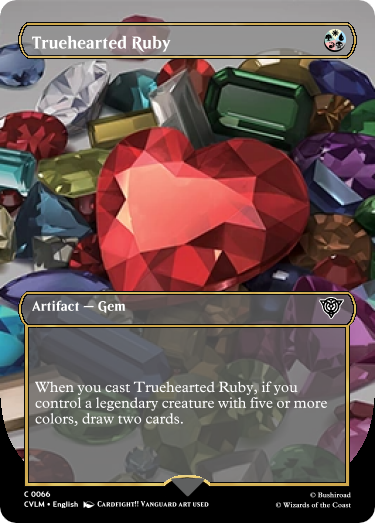 Truehearted Ruby
Artifact — Gem
When you cast Truehearted Ruby, if you
control a legendary creature with five or more
colors, draw two cards.
C 0066
© Bushiroad
CVLM • English CARDFIGHT!! VANGUARD ART USED
© Wizards of the Coast